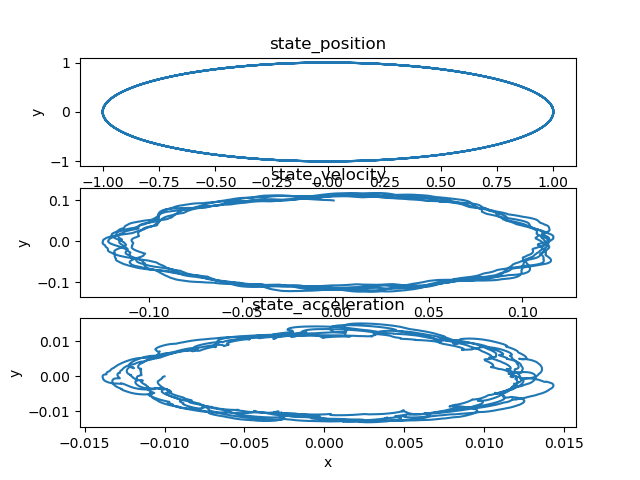 state_position
1
0
−1
y
−1.00 −0.75 −0.50 −0.25 0.00 0.25 0.50 0.75 1.00
state_velocity
0.1
0.0
−0.1
y
−0.10 −0.05 0.00 0.05 0.10
state_acceleration
0.01
0.00
−0.01
y
−0.015 −0.010 −0.005 0.000 0.005 0.010 0.015
x